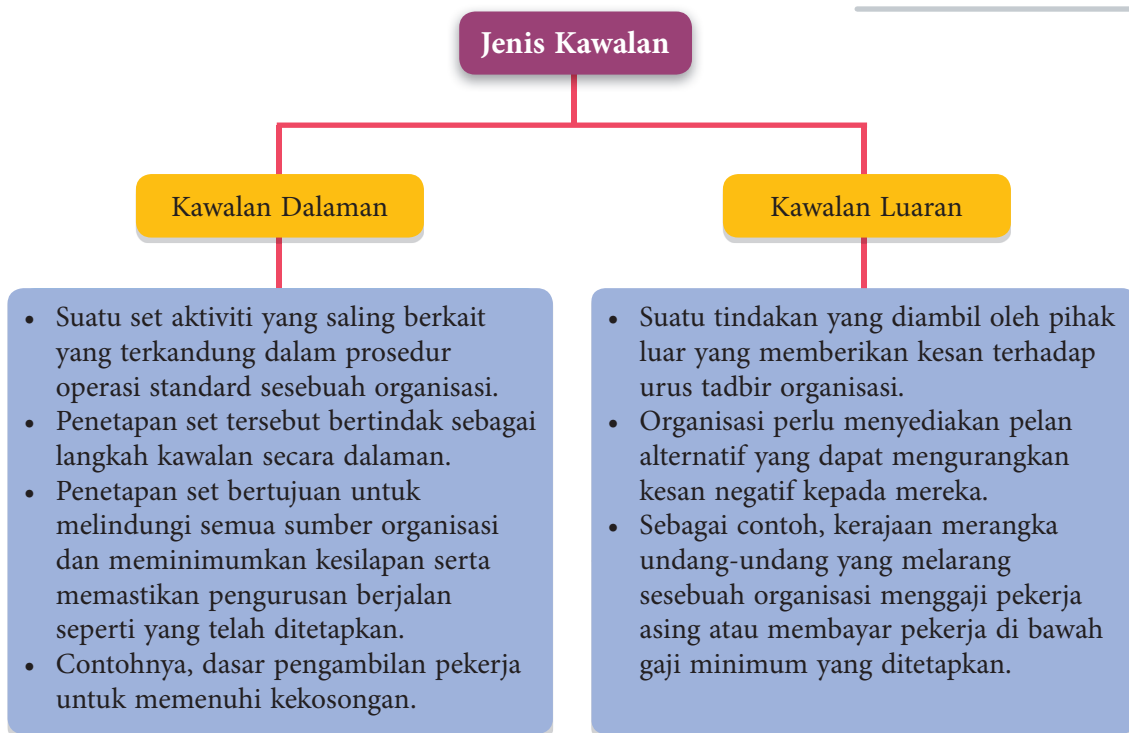 Jenis Kawalan
Kawalan Dalaman
• Suatu set aktiviti yang saling berkait
yang terkandung dalam prosedur
operasi standard sesebuah organisasi.
• Penetapan set tersebut bertindak sebagai
langkah kawalan secara dalaman.
• Penetapan set bertujuan untuk
melindungi semua sumber organisasi
dan meminimumkan kesilapan serta
memastikan pengurusan berjalan
seperti yang telah ditetapkan.
• Contohnya, dasar pengambilan pekerja
untuk memenuhi kekosongan.
Kawalan Luaran
• Suatu tindakan yang diambil oleh pihak
luar yang memberikan kesan terhadap
urus tadbir organisasi.
• Organisasi perlu menyediakan pelan
alternatif yang dapat mengurangkan
kesan negatif kepada mereka.
• Sebagai contoh, kerajaan merangka
undang-undang yang melarang
sesebuah organisasi menggaji pekerja
asing atau membayar pekerja di bawah
gaji minimum yang ditetapkan.